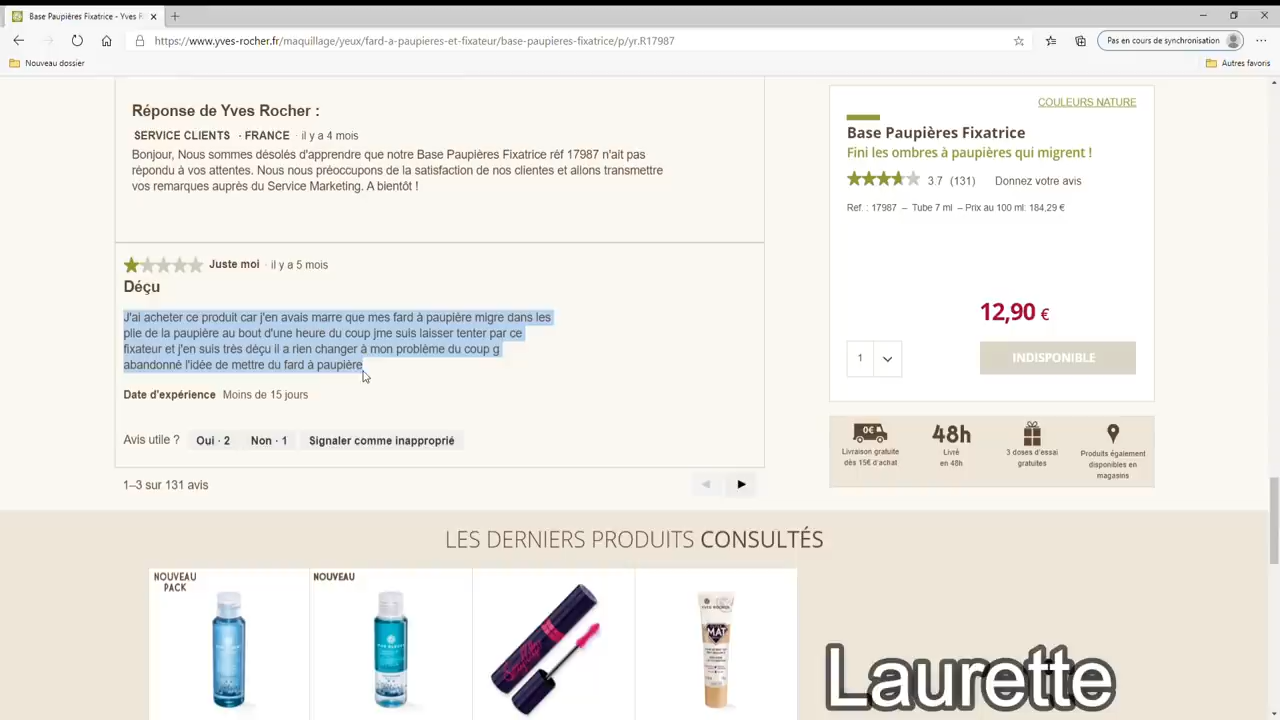 Base Paupières Fixatrice - Yves R
https://www.yves-rocher.fr/maquillage/yeux/fard-a-paupieres-et-fixateur/base-paupieres-fixatrice/p/yr.R17987
Pas en cours de synchronisation
Nouveau dossier
Autres favoris
Réponse de Yves Rocher :
SERVICE CLIENTS · FRANCE · il y a 4 mois
Bonjour, Nous sommes désolés d'apprendre que notre Base Paupières Fixatrice réf 17987 n'ait pas
répondu à vos attentes. Nous nous préoccupons de la satisfaction de nos clientes et allons transmettre
vos remarques auprès du Service Marketing. A bientôt !
Juste moi · il y a 5 mois
Déçu
J'ai acheter ce produit car j'en avais marre que mes fard à paupière migre dans les
plie de la paupière au bout d'une heure du coup jme suis laisser tenter par ce
fixateur et j'en suis très déçu il a rien changer à mon problème du coup g
abandonné l'idée de mettre du fard à paupière
Date d'expérience Moins de 15 jours
Avis utile ? Oui · 2 Non · 1 Signaler comme inapproprié
1–3 sur 131 avis
COULEURS NATURE
Base Paupières Fixatrice
Fini les ombres à paupières qui migrent !
3.7 (131) Donnez votre avis
Ref. : 17987 – Tube 7 ml – Prix au 100 ml: 184,29 €
12,90 €
1
INDISPONIBLE
0€
Livraison gratuite
dès 15€ d'achat
48h
Livré
en 48h
3 doses d'essai
gratuites
Produits également
disponibles en
magasins
LES DERNIERS PRODUITS CONSULTÉS
NOUVEAU
PACK
NOUVEAU
YVES ROCHER
MAT
Laurette